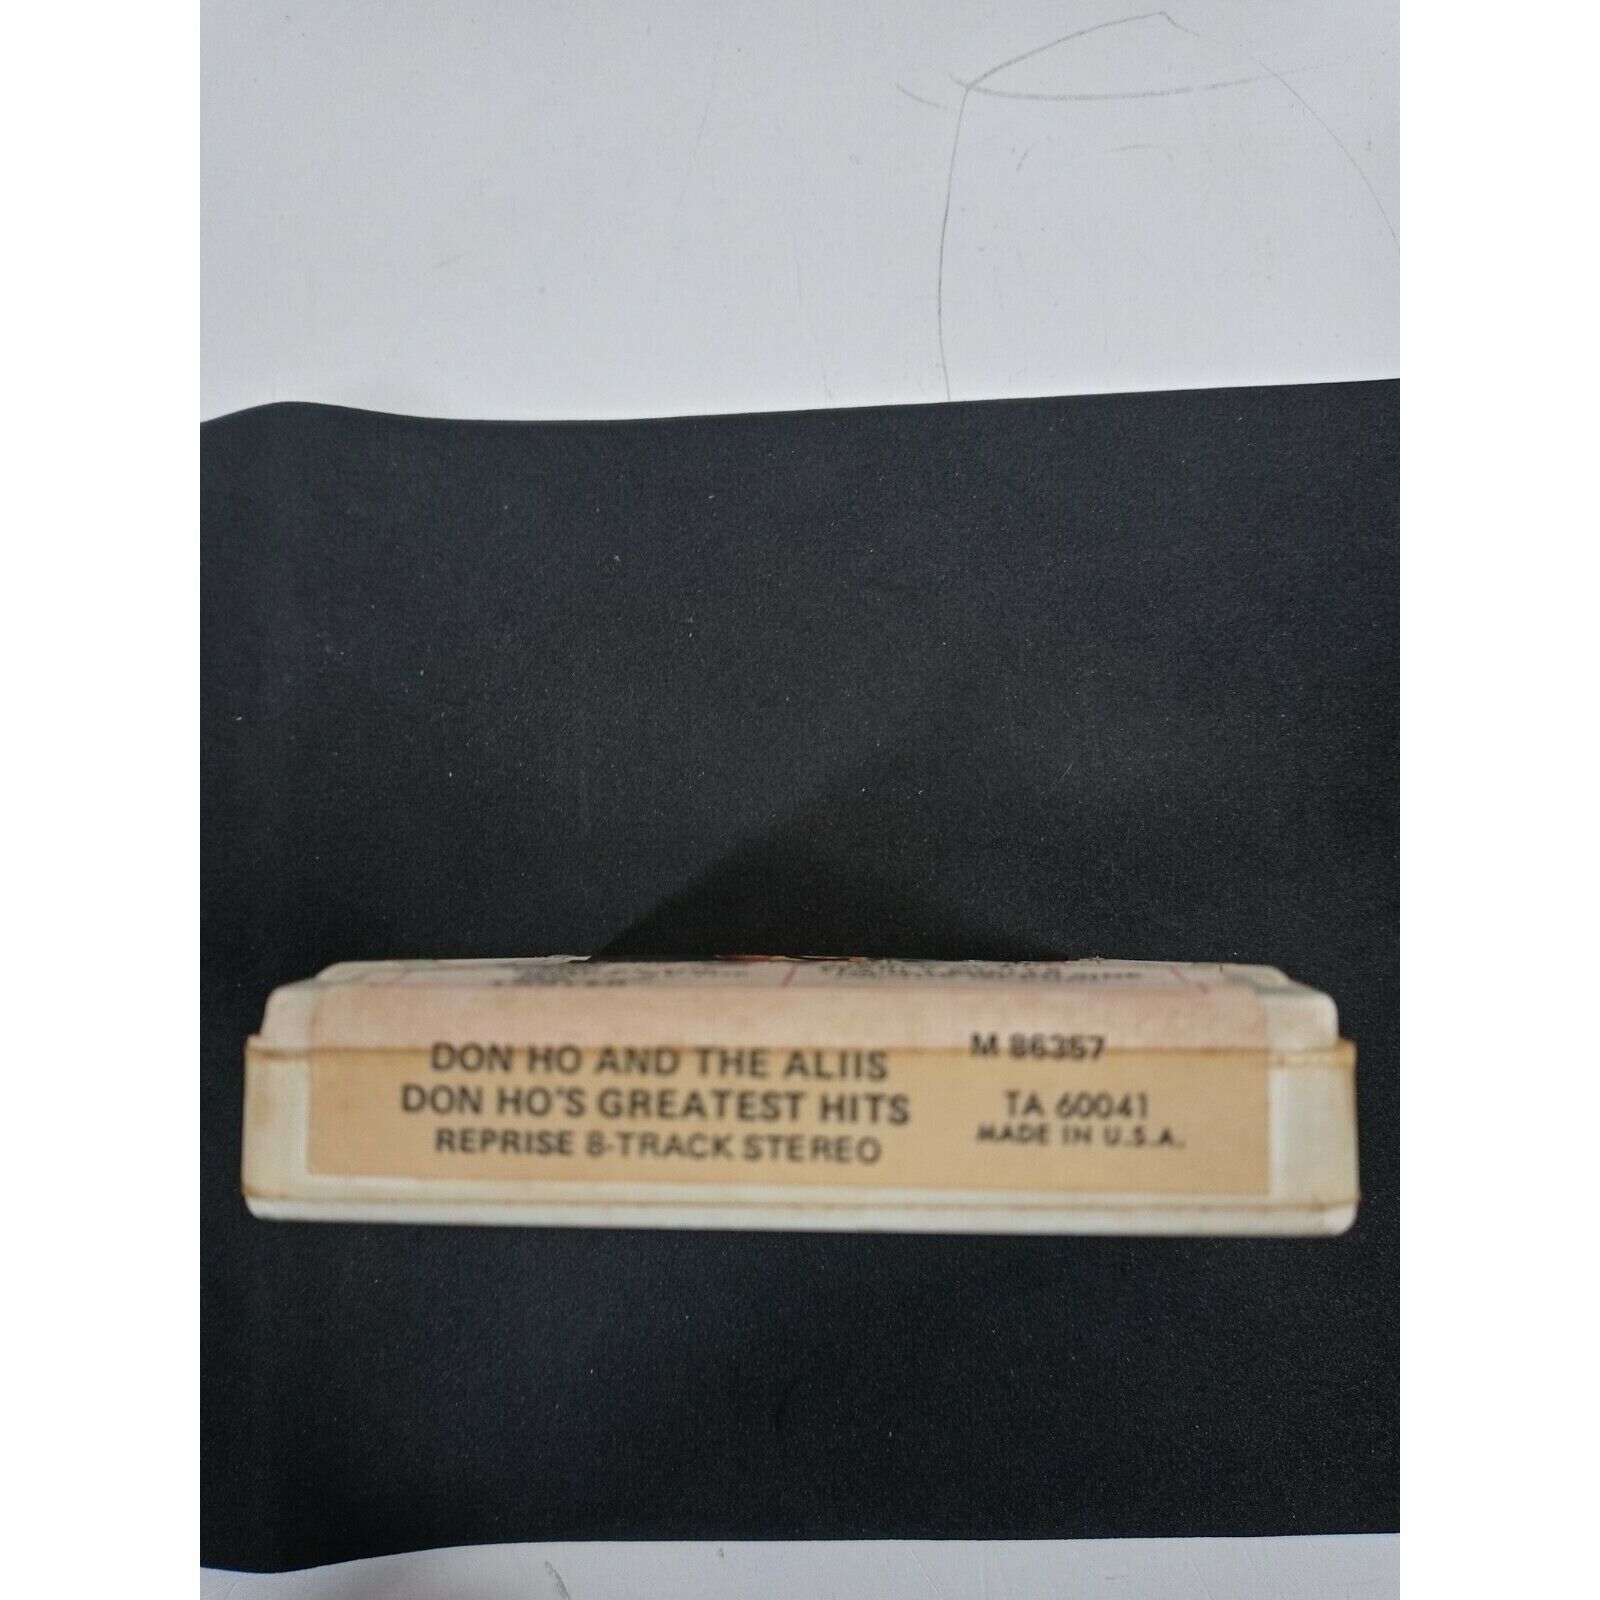 DON HO AND THE ALIIS
DON HO'S GREATEST HITS
REPRISE 8-TRACK STEREO
M 86357
TA 60041
MADE IN U.S.A.